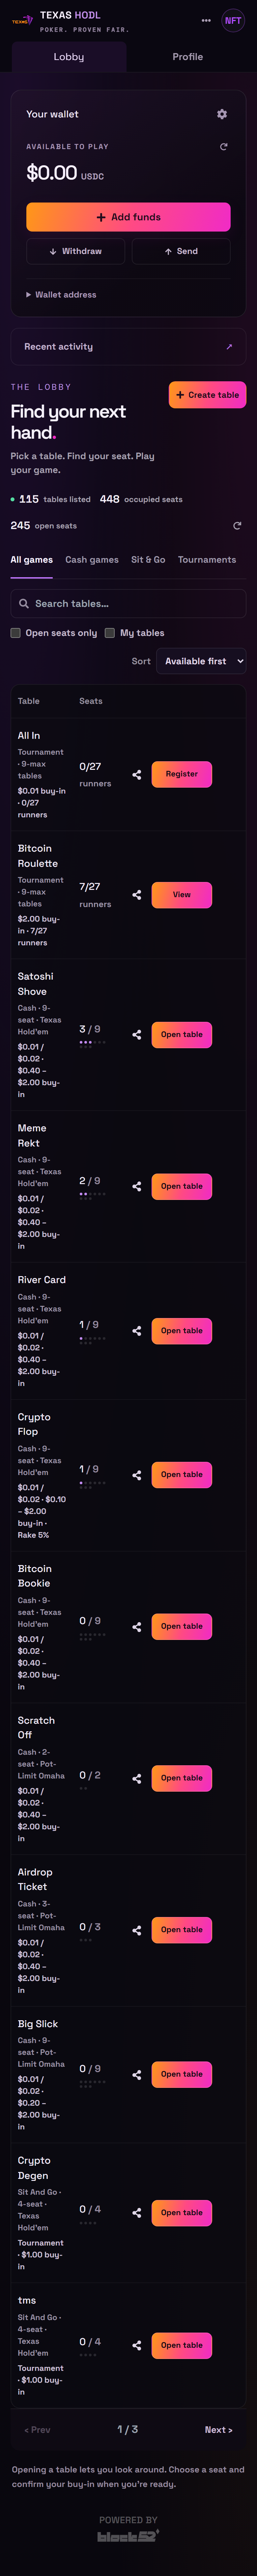 TEXAS HODL
POKER. PROVEN FAIR.
NFT
Lobby
Profile
Your wallet
AVAILABLE TO PLAY
$0.00 USDC
+ Add funds
↓ Withdraw
↑ Send
▶ Wallet address
Recent activity ↗
THE LOBBY
+ Create table
Find your next
hand.
Pick a table. Find your seat. Play
your game.
115 tables listed 448 occupied seats
245 open seats
All games Cash games Sit & Go Tournaments
Search tables…
Open seats only My tables
Sort Available first
Table Seats
All In
Tournament
· 9-max
tables
$0.01 buy-in
· 0/27
runners
0/27
runners
Register
Bitcoin
Roulette
Tournament
· 9-max
tables
$2.00 buy-
in · 7/27
runners
7/27
runners
View
Satoshi
Shove
Cash · 9-
seat · Texas
Hold'em
$0.01 /
$0.02 ·
$0.40 –
$2.00 buy-
in
3 / 9
Open table
Meme
Rekt
Cash · 9-
seat · Texas
Hold'em
$0.01 /
$0.02 ·
$0.40 –
$2.00 buy-
in
2 / 9
Open table
River Card
Cash · 9-
seat · Texas
Hold'em
$0.01 /
$0.02 ·
$0.40 –
$2.00 buy-
in
1 / 9
Open table
Crypto
Flop
Cash · 9-
seat · Texas
Hold'em
$0.01 /
$0.02 · $0.10
– $2.00
buy-in ·
Rake 5%
1 / 9
Open table
Bitcoin
Bookie
Cash · 9-
seat · Texas
Hold'em
$0.01 /
$0.02 ·
$0.40 –
$2.00 buy-
in
0 / 9
Open table
Scratch
Off
Cash · 2-
seat · Pot-
Limit Omaha
$0.01 /
$0.02 ·
$0.40 –
$2.00 buy-
in
0 / 2
Open table
Airdrop
Ticket
Cash · 3-
seat · Pot-
Limit Omaha
$0.01 /
$0.02 ·
$0.40 –
$2.00 buy-
in
0 / 3
Open table
Big Slick
Cash · 9-
seat · Pot-
Limit Omaha
$0.01 /
$0.02 ·
$0.20 –
$2.00 buy-
in
0 / 9
Open table
Crypto
Degen
Sit And Go ·
4-seat ·
Texas
Hold'em
Tournament
· $1.00 buy-
in
0 / 4
Open table
tms
Sit And Go ·
4-seat ·
Texas
Hold'em
Tournament
· $1.00 buy-
in
0 / 4
Open table
‹ Prev 1 / 3 Next ›
Opening a table lets you look around. Choose a seat and
confirm your buy-in when you're ready.
POWERED BY
block52